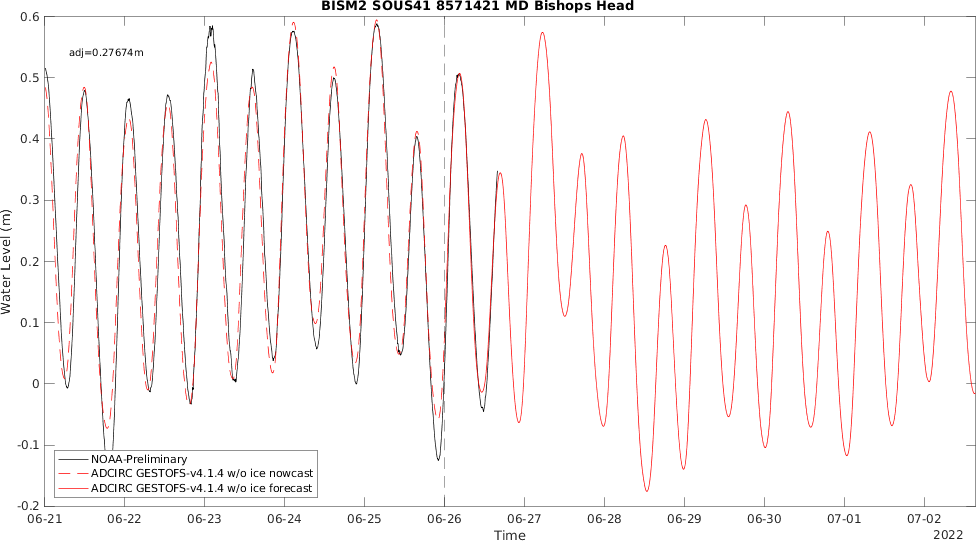 BISM2 SOUS41 8571421 MD Bishops Head
adj=0.27674m
Water Level (m)
0.6
0.5
0.4
0.3
0.2
0.1
0
-0.1
-0.2
NOAA-Preliminary
ADCIRC GESTOFS-v4.1.4 w/o ice nowcast
ADCIRC GESTOFS-v4.1.4 w/o ice forecast
06-21 06-22 06-23 06-24 06-25 06-26 06-27 06-28 06-29 06-30 07-01 07-02
Time
2022